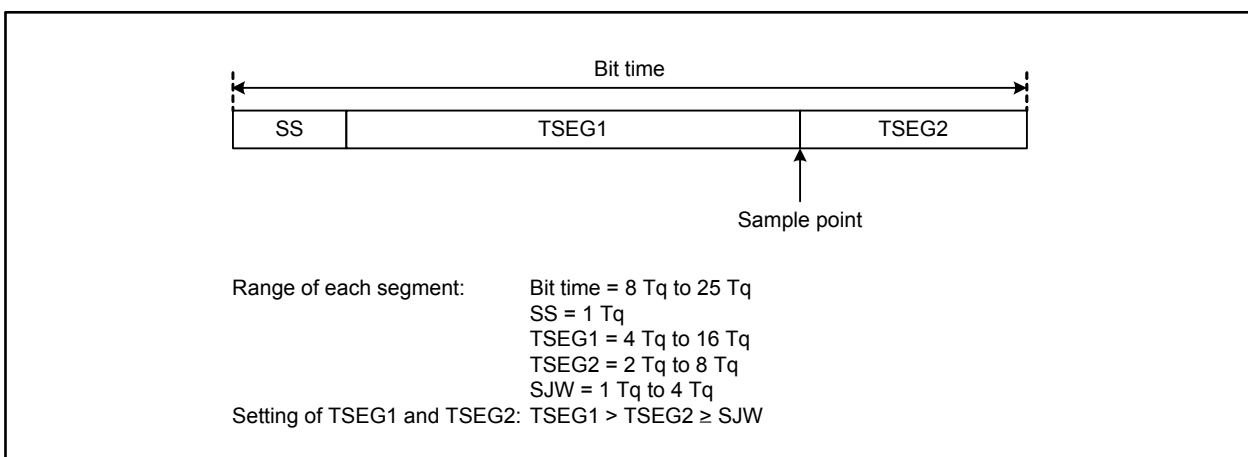 Bit time
SS TSEG1 TSEG2
Sample point
Range of each segment: Bit time = 8 Tq to 25 Tq
SS = 1 Tq
TSEG1 = 4 Tq to 16 Tq
TSEG2 = 2 Tq to 8 Tq
SJW = 1 Tq to 4 Tq
Setting of TSEG1 and TSEG2: TSEG1 > TSEG2 ≥ SJW